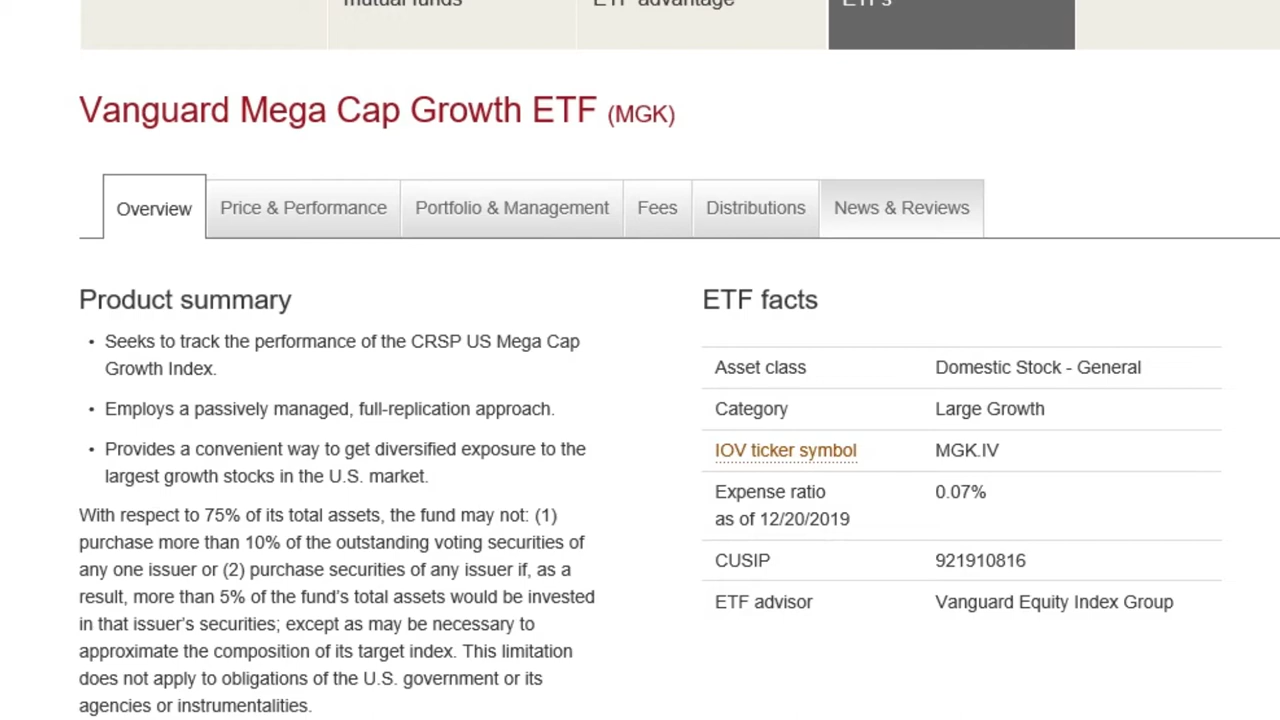 mutual funds
ETF advantage
ETFs
Vanguard Mega Cap Growth ETF (MGK)
Overview
Price & Performance
Portfolio & Management
Fees
Distributions
News & Reviews
Product summary
• Seeks to track the performance of the CRSP US Mega Cap
Growth Index.
• Employs a passively managed, full-replication approach.
• Provides a convenient way to get diversified exposure to the
largest growth stocks in the U.S. market.
With respect to 75% of its total assets, the fund may not: (1)
purchase more than 10% of the outstanding voting securities of
any one issuer or (2) purchase securities of any issuer if, as a
result, more than 5% of the fund's total assets would be invested
in that issuer's securities; except as may be necessary to
approximate the composition of its target index. This limitation
does not apply to obligations of the U.S. government or its
agencies or instrumentalities.
ETF facts
Asset class Domestic Stock - General
Category Large Growth
IOV ticker symbol MGK.IV
Expense ratio 0.07%
as of 12/20/2019
CUSIP 921910816
ETF advisor Vanguard Equity Index Group